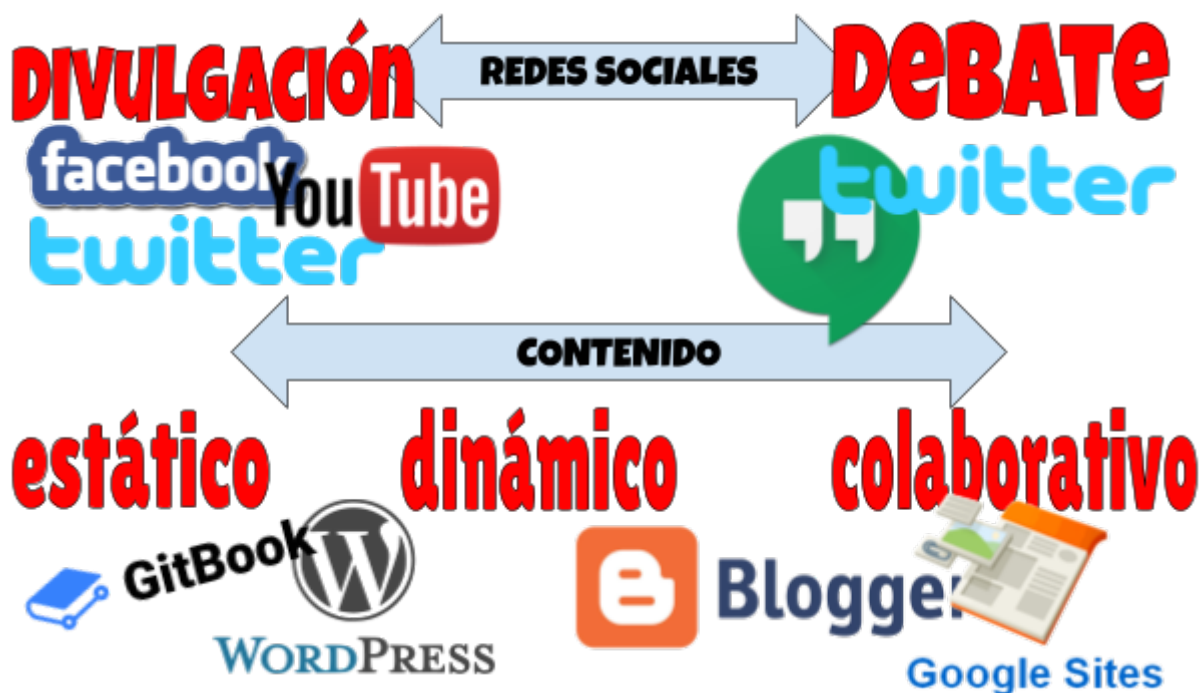 DIVULGACIÓN
REDES SOCIALES
DeBATe
facebook
YouTube
twitter
twitter
CONTENIDO
estático
dinámico
colaborativo
GitBook
WORDPRESS
Blogger
Google Sites